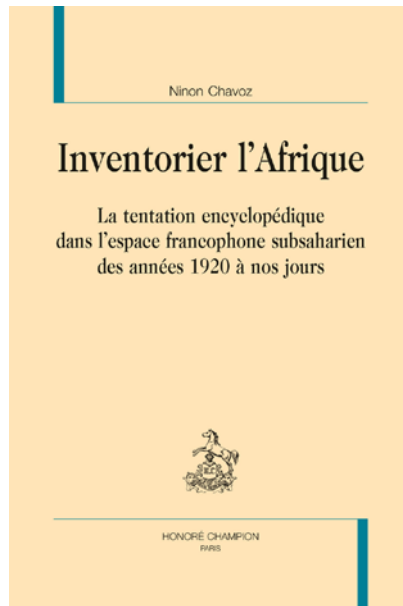 Ninon Chavoz
Inventorier l'Afrique
La tentation encyclopédique
dans l'espace francophone subsaharien
des années 1920 à nos jours
HONORÉ CHAMPION
PARIS